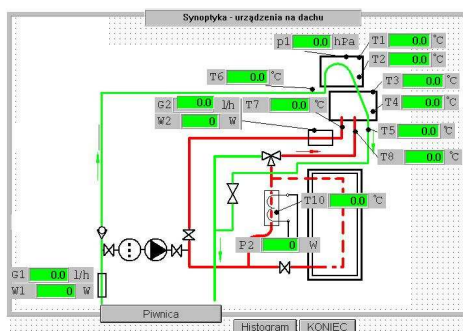 Synoptyka - urządzenia na dachu
p1 0.0 hPa
T1 0.0 °C
T2 0.0 °C
T6 0.0 °C
T3 0.0 °C
G2 0.0 l/h
T7 0.0 °C
T4 0.0 °C
W2 0 W
T5 0.0 °C
T8 0.0 °C
T10 0.0 °C
P2 0 W
G1 0.0 l/h
W1 0 W
Piwnica
Histogram
KONIEC